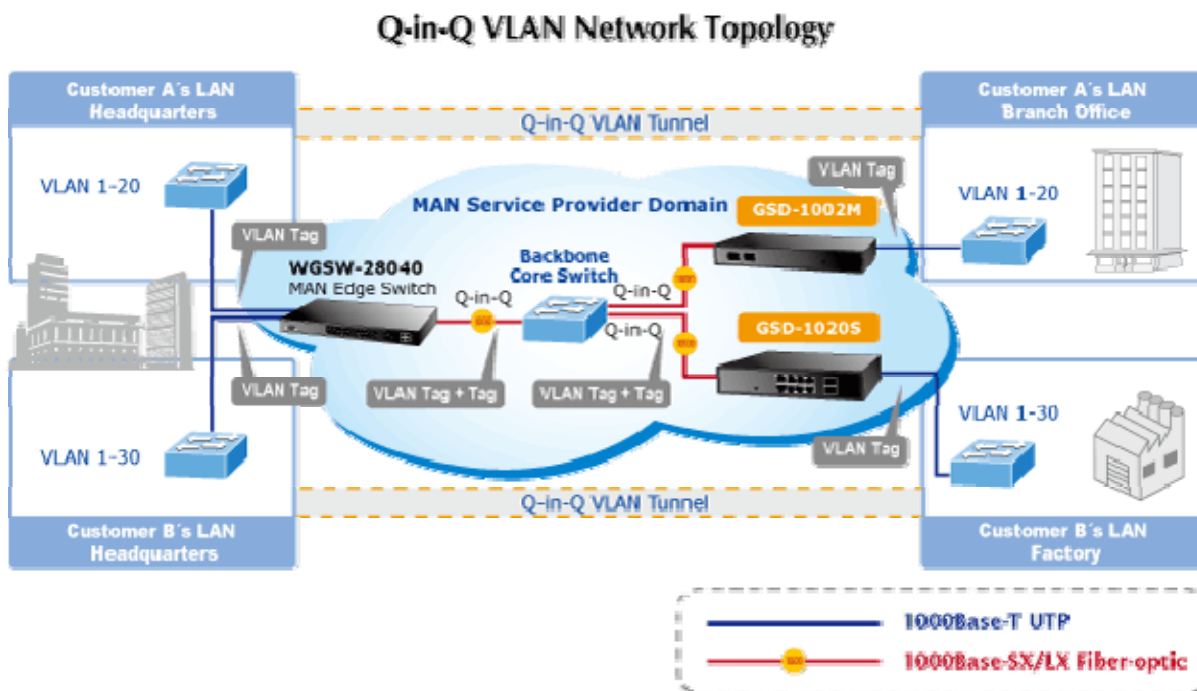 Q-in-Q VLAN Network Topology
Customer A's LAN
Headquarters
Q-in-Q VLAN Tunnel
Customer A's LAN
Branch Office
VLAN 1-20
VLAN Tag
MAN Service Provider Domain
GSD-1002M
VLAN Tag
VLAN 1-20
WGSW-28040
MAN Edge Switch
Q-in-Q
Backbone
Core Switch
Q-in-Q
Q-in-Q
GSD-1020S
VLAN Tag
VLAN Tag + Tag
VLAN Tag + Tag
VLAN 1-30
VLAN Tag
VLAN 1-30
Q-in-Q VLAN Tunnel
Customer B's LAN
Headquarters
Customer B's LAN
Factory
1000Base-T UTP
1000Base-SX/LX Fiber-optic